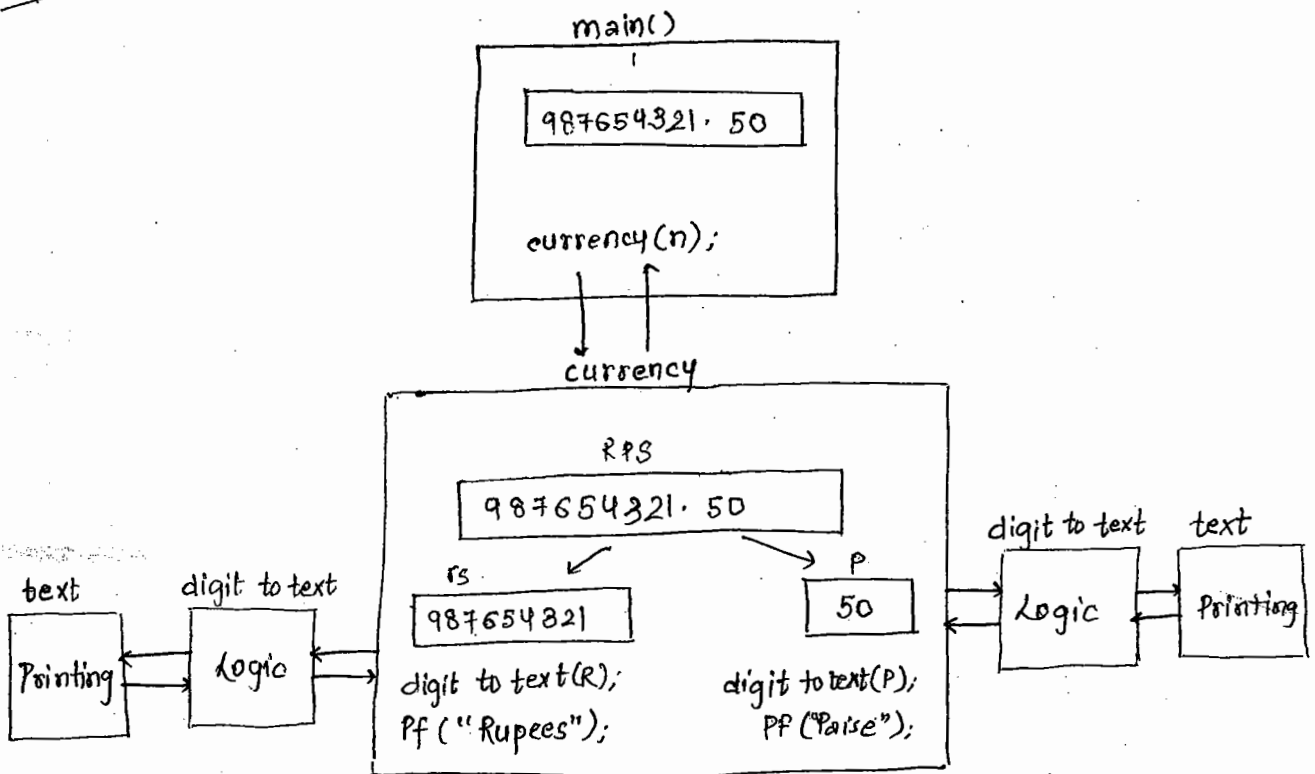 main()
987654321. 50
currency(n);
currency
RPS
987654321. 50
rs
987654321
P
50
digit to text(R);
Pf ("Rupees");
digit to text(P);
Pf ("Paise");
text
Printing
digit to text
Logic
digit to text
Logic
text
Printing